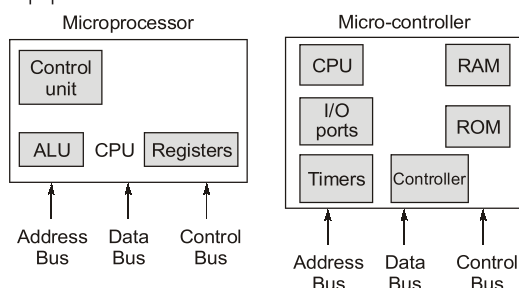 Microprocessor
Control
unit
ALU
CPU
Registers
Address
Bus
Data
Bus
Control
Bus
Micro-controller
CPU
RAM
I/O
ports
ROM
Timers
Controller
Address
Bus
Data
Bus
Control
Bus